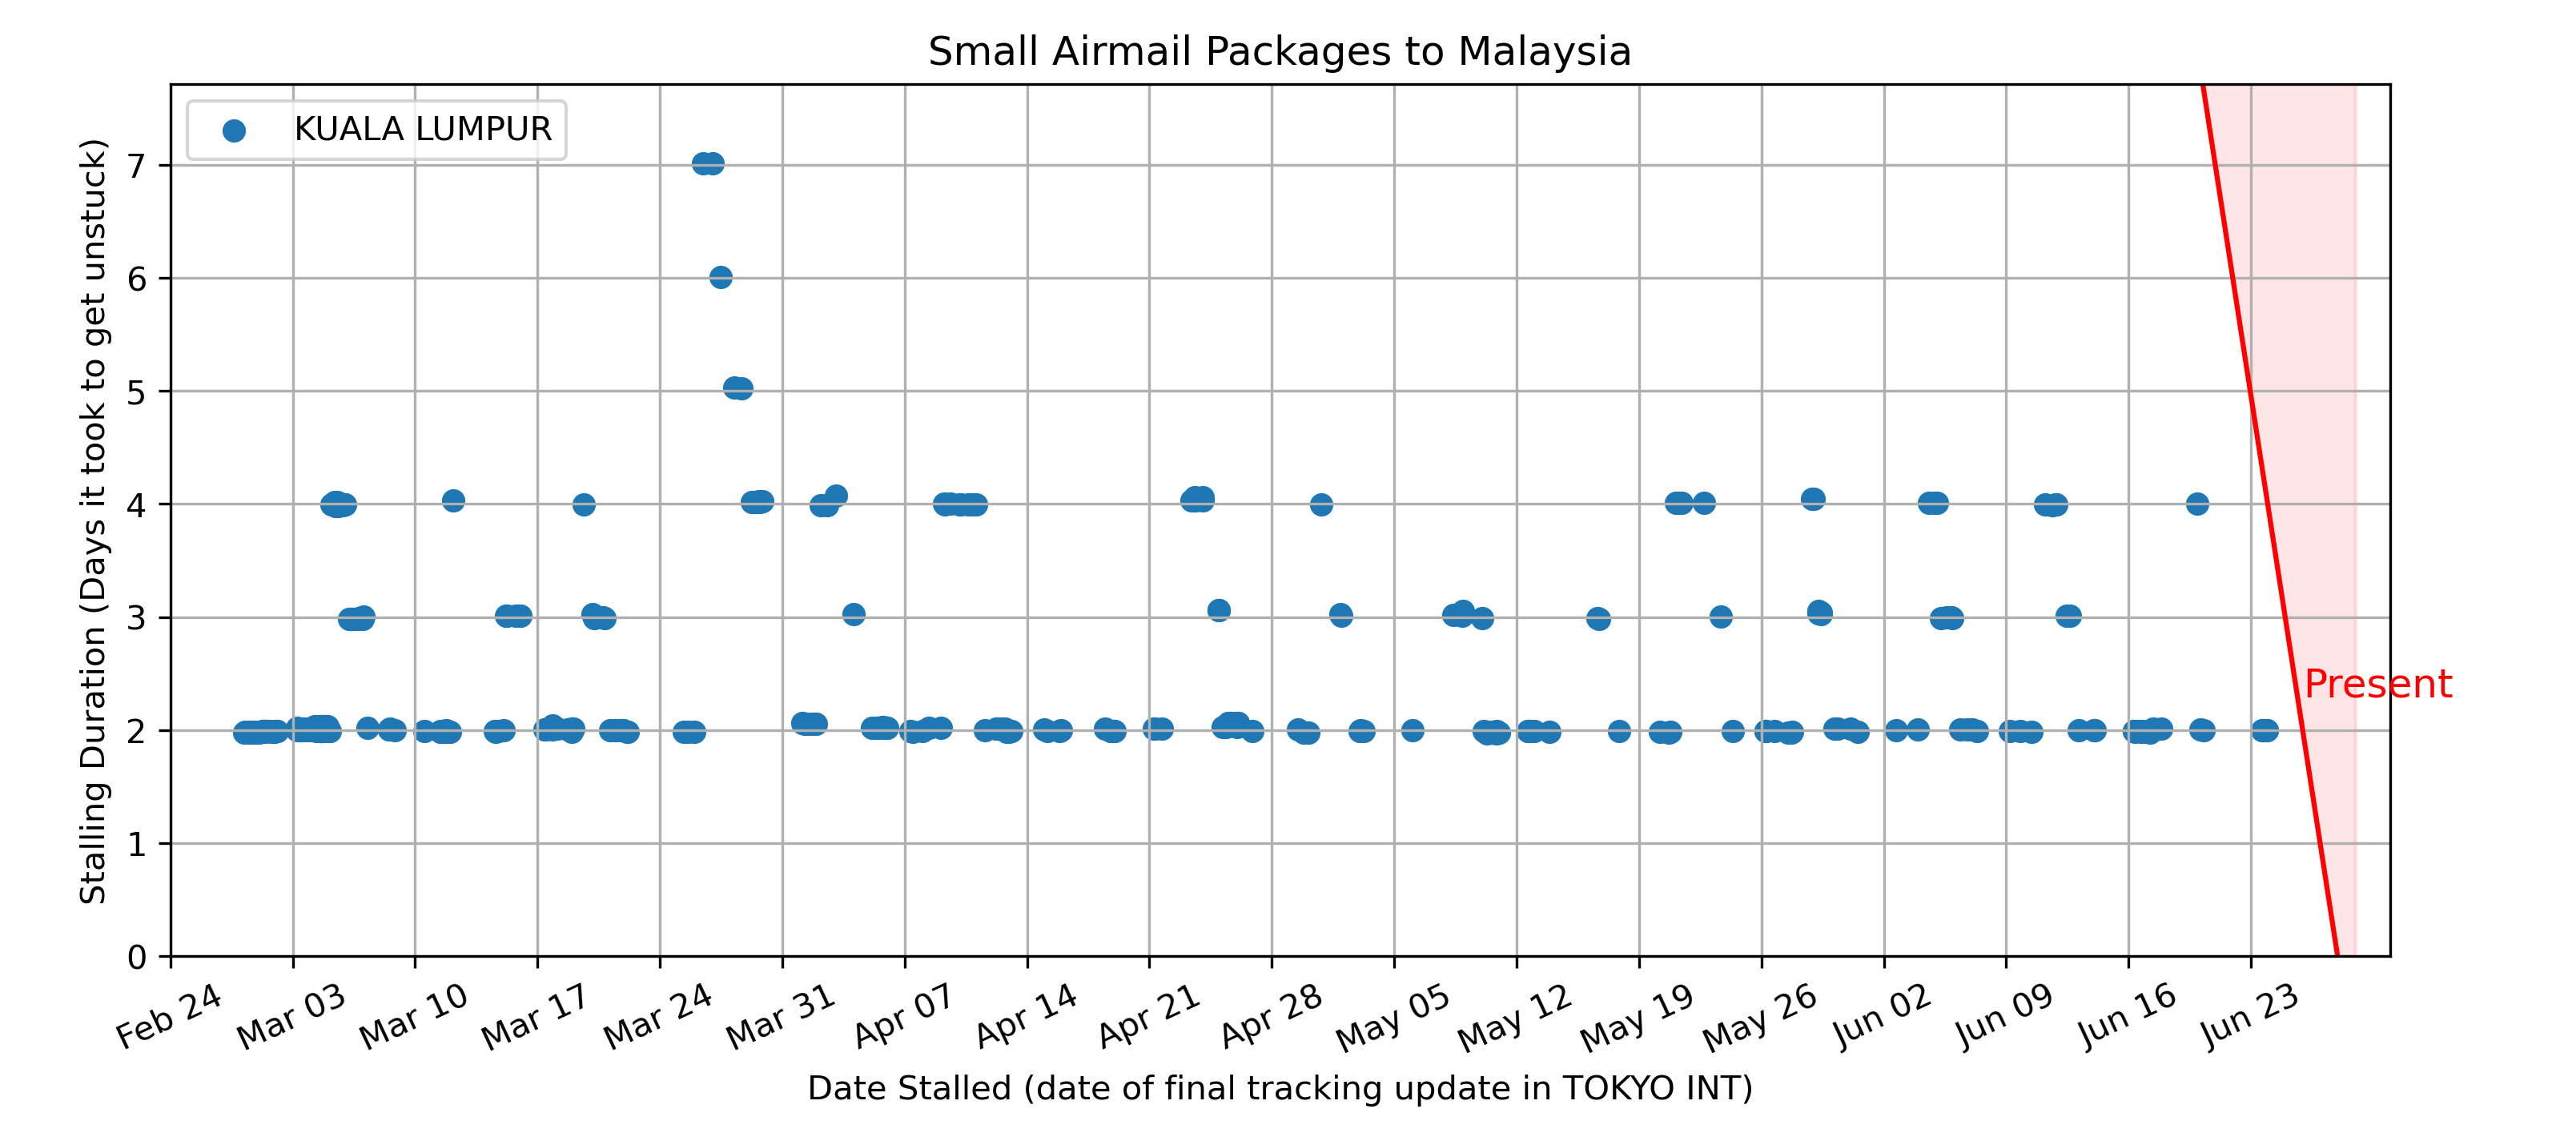 Small Airmail Packages to Malaysia
KUALA LUMPUR
Stalling Duration (Days it took to get unstuck)
7
6
5
4
3
2
1
0
Present
Feb 24
Mar 03
Mar 10
Mar 17
Mar 24
Mar 31
Apr 07
Apr 14
Apr 21
Apr 28
May 05
May 12
May 19
May 26
Jun 02
Jun 09
Jun 16
Jun 23
Date Stalled (date of final tracking update in TOKYO INT)